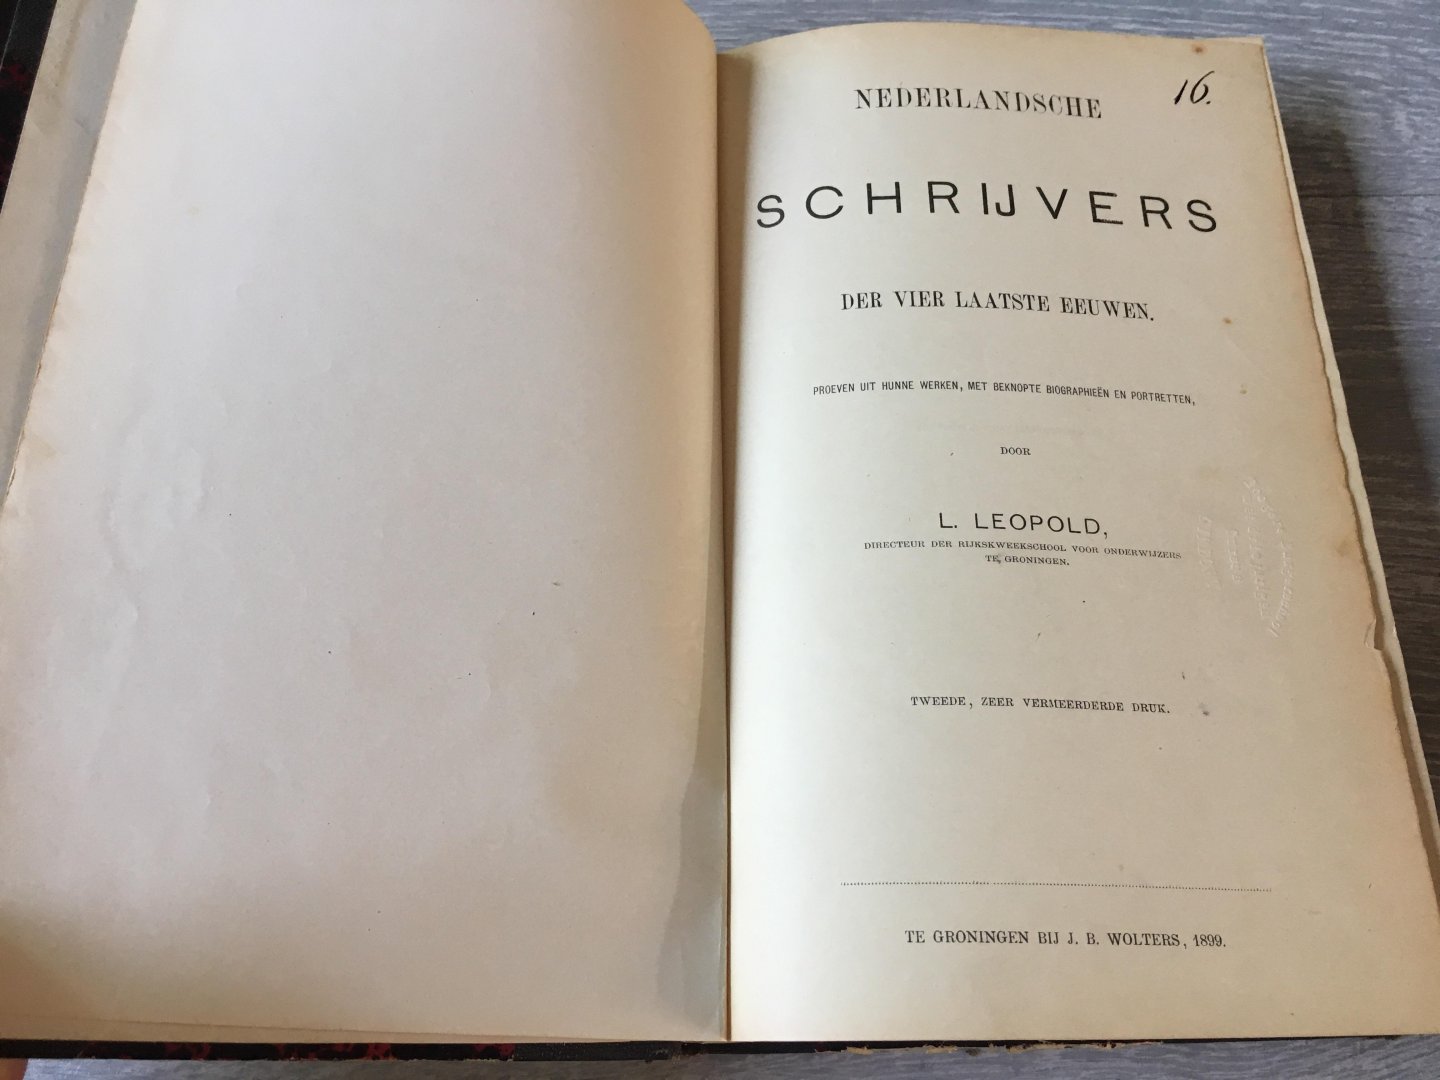 16.
NEDERLANDSCHE
SCHRIJVERS
DER VIER LAATSTE EEUWEN.
PROEVEN UIT HUNNE WERKEN, MET BEKNOPTE BIOGRAPHIEËN EN PORTRETTEN,
DOOR
L. LEOPOLD,
DIRECTEUR DER RIJKSKWEEKSCHOOL VOOR ONDERWIJZERS
TE GRONINGEN.
TWEEDE, ZEER VERMEERDERDE DRUK.
TE GRONINGEN BIJ J. B. WOLTERS, 1899.